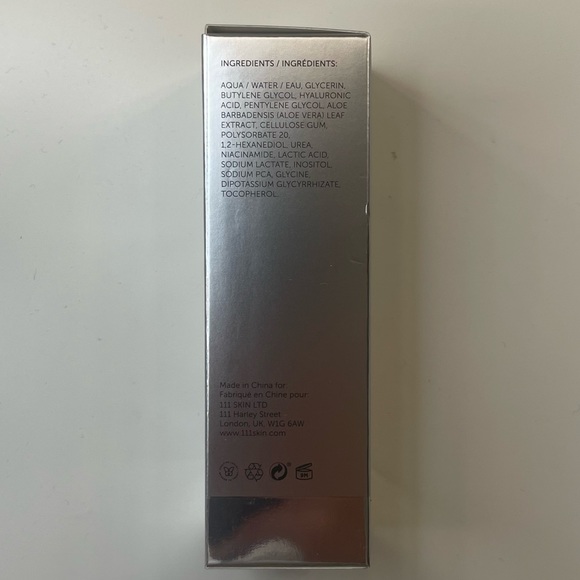 INGREDIENTS / INGRÉDIENTS:
AQUA / WATER / EAU, GLYCERIN,
BUTYLENE GLYCOL, HYALURONIC
ACID, PENTYLENE GLYCOL, ALOE
BARBADENSIS (ALOE VERA) LEAF
EXTRACT, CELLULOSE GUM,
POLYSORBATE 20,
1,2-HEXANEDIOL, UREA,
NIACINAMIDE, LACTIC ACID,
SODIUM LACTATE, INOSITOL,
SODIUM PCA, GLYCINE,
DIPOTASSIUM GLYCYRRHIZATE,
TOCOPHEROL.
Made in China for
Fabriqué en Chine pour
111 SKIN LTD
111 Harley Street
London, UK. W1G 6AW
www.111skin.com